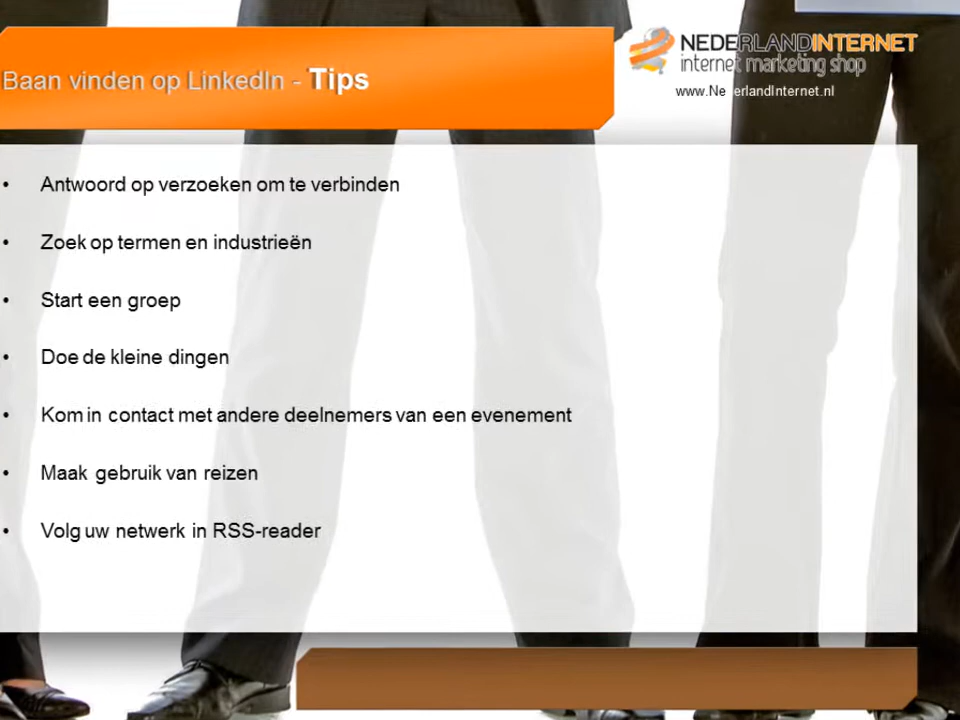 Baan vinden op LinkedIn - Tips
NEDERLANDINTERNET
internet marketing shop
www.NederlandInternet.nl
• Antwoord op verzoeken om te verbinden
• Zoek op termen en industrieën
• Start een groep
• Doe de kleine dingen
• Kom in contact met andere deelnemers van een evenement
• Maak gebruik van reizen
• Volg uw netwerk in RSS-reader